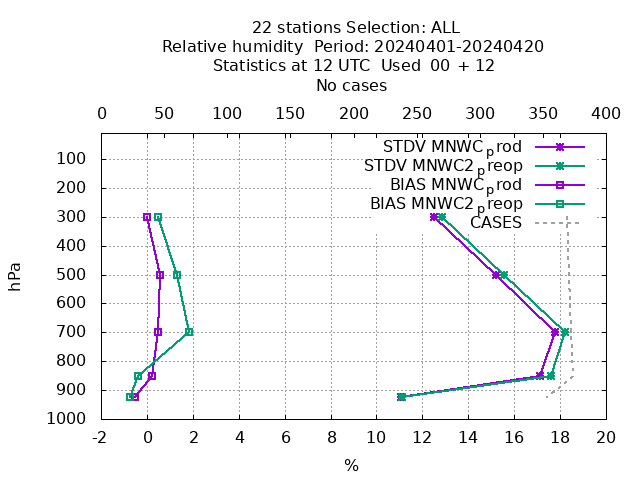 22 stations Selection: ALL
Relative humidity  Period: 20240401-20240420
Statistics at 12 UTC  Used  00 + 12
No cases
0 50 100 150 200 250 300 350 400
STDV MNWC_prod
STDV MNWC2_preop
BIAS MNWC_prod
BIAS MNWC2_preop
CASES
100
200
300
400
500
600
700
800
900
1000
hPa
-2 0 2 4 6 8 10 12 14 16 18 20
%